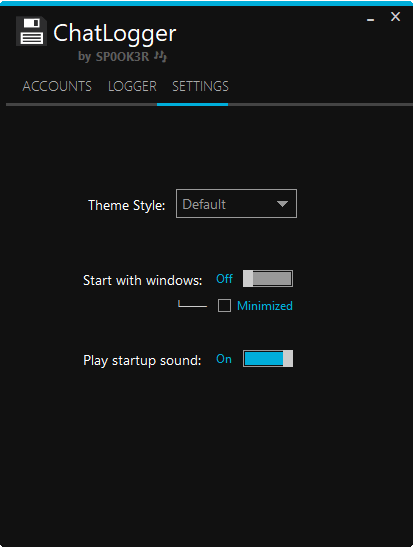 ChatLogger
by SP0OK3R
ACCOUNTS LOGGER SETTINGS
Theme Style: Default
Start with windows: Off
Minimized
Play startup sound: On